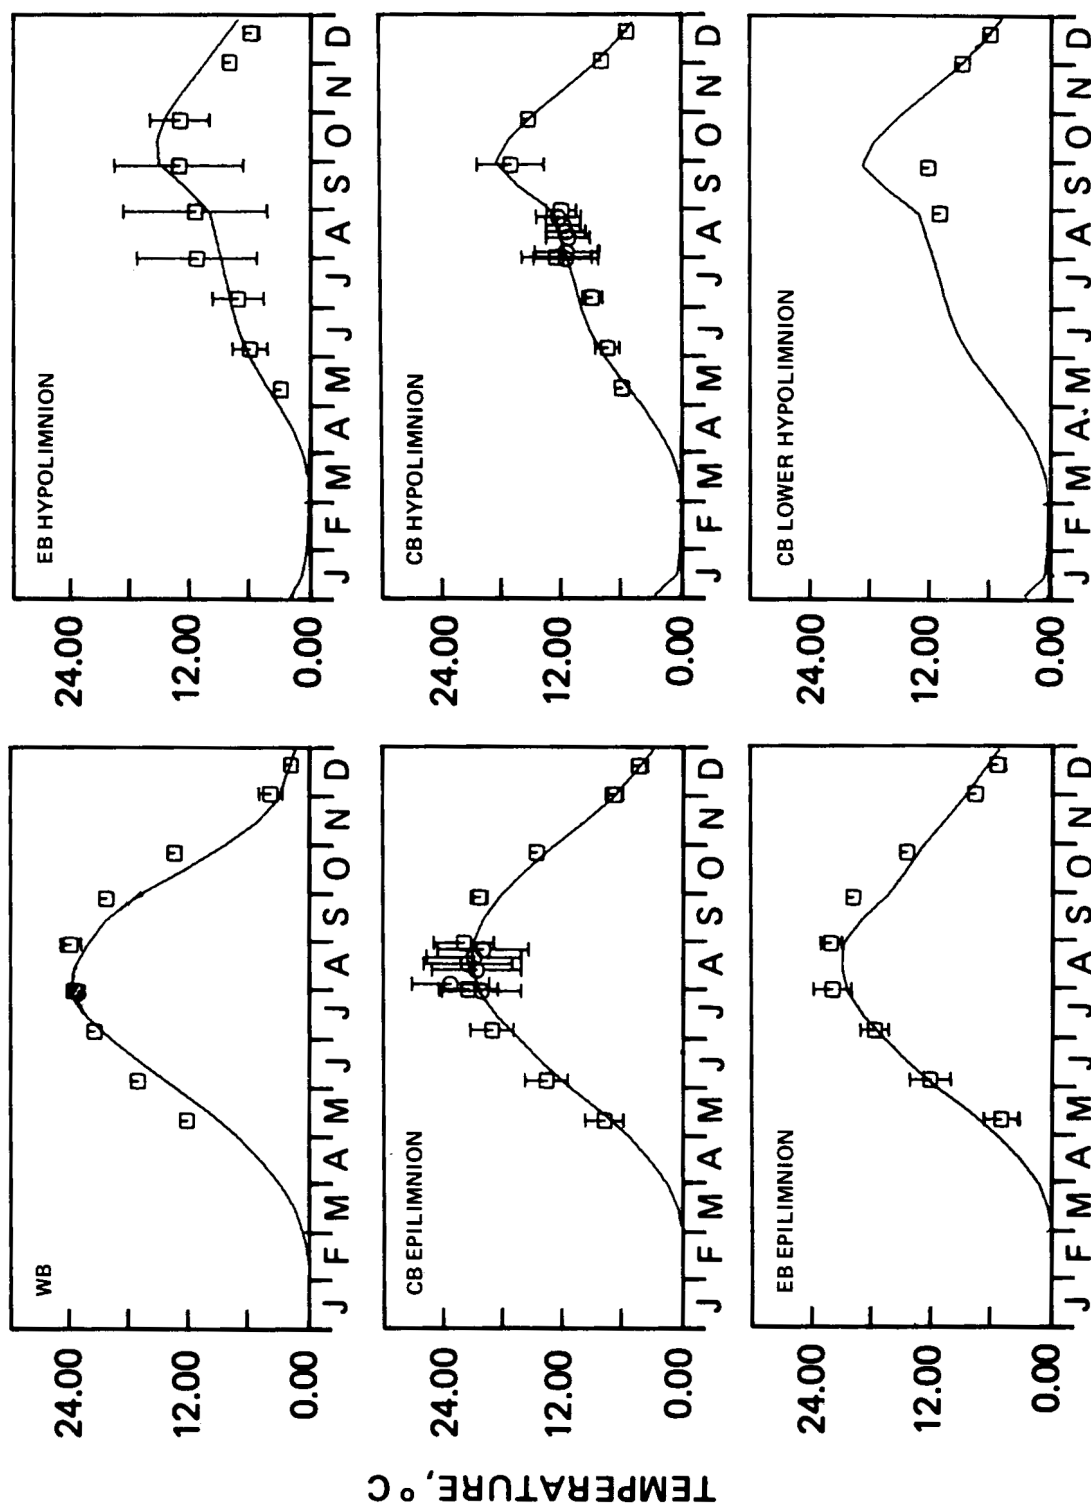 TEMPERATURE, °C
WB
24.00
12.00
0.00
J F M A M J J A S O N D
EB HYPOLIMNION
24.00
12.00
0.00
J F M A M J J A S O N D
CB EPILIMNION
24.00
12.00
0.00
J F M A M J J A S O N D
CB HYPOLIMNION
24.00
12.00
0.00
J F M A M J J A S O N D
EB EPILIMNION
24.00
12.00
0.00
J F M A M J J A S O N D
CB LOWER HYPOLIMNION
24.00
12.00
0.00
J F M A. M J J A S O N D